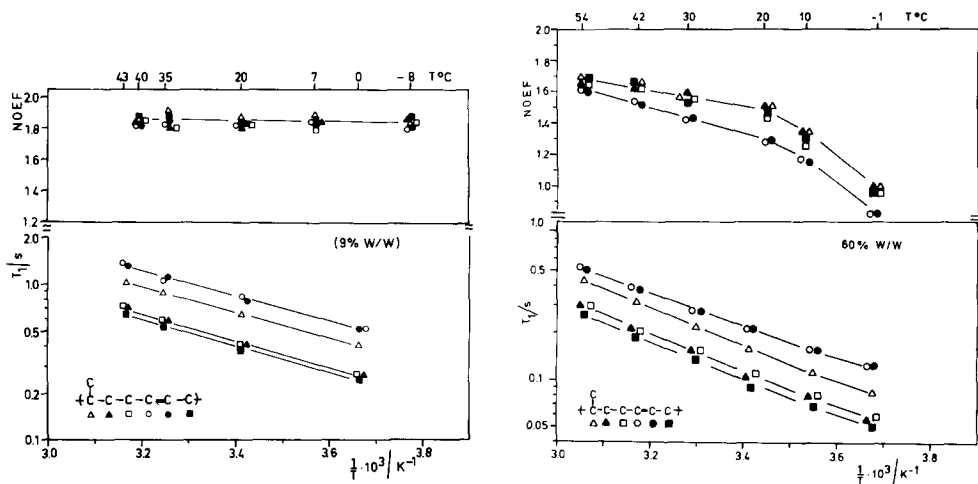 43 40 35 20 7 0 -8 T°C
NOEF
2.0
1.8
1.6
1.4
1.2
2.0
1.0
0.5
0.2
0.1
T₁/s
(9% W/W)
C
(C-C-C-C-C=C-C)
3.0 3.2 3.4 3.6 3.8
1/T · 10³ / K⁻¹
54 42 30 20 10 -1 T°C
NOEF
2.0
1.8
1.6
1.4
1.2
1.0
1.0
0.5
0.1
0.05
T₁/s
60% W/W
C
(C-C-C-C=C-C)
3.0 3.2 3.4 3.6 3.8
1/T · 10³ / K⁻¹